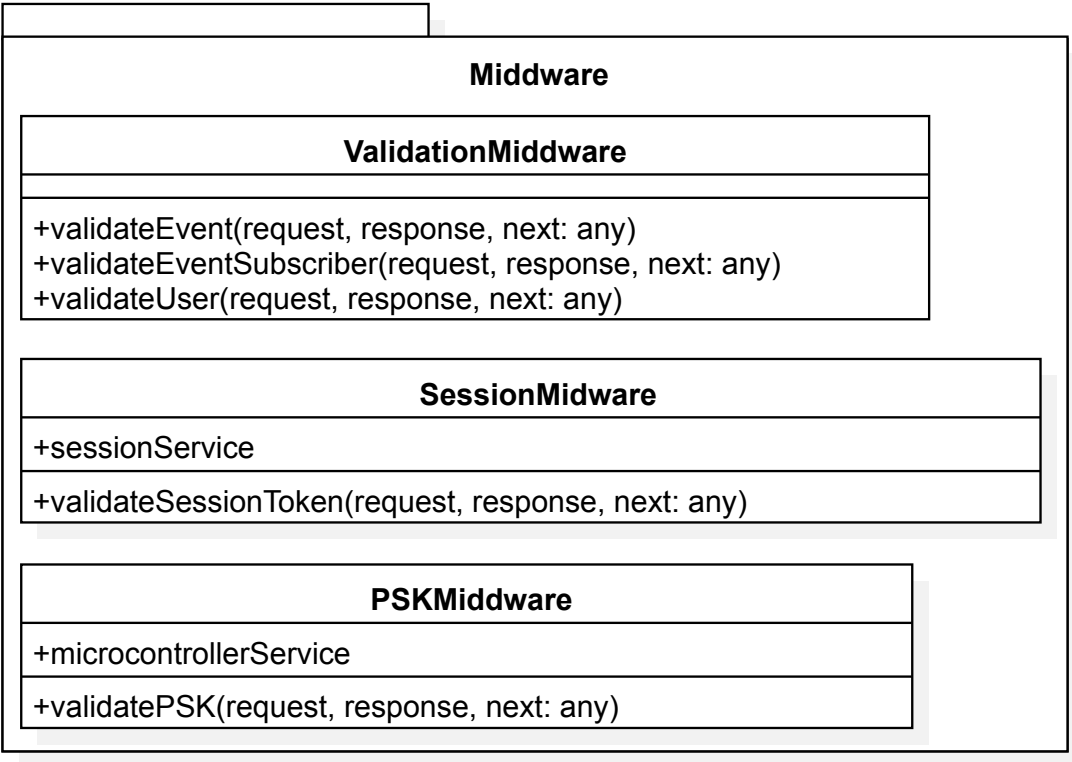 Middware
ValidationMiddware
+validateEvent(request, response, next: any)
+validateEventSubscriber(request, response, next: any)
+validateUser(request, response, next: any)
SessionMidware
+sessionService
+validateSessionToken(request, response, next: any)
PSKMiddware
+microcontrollerService
+validatePSK(request, response, next: any)